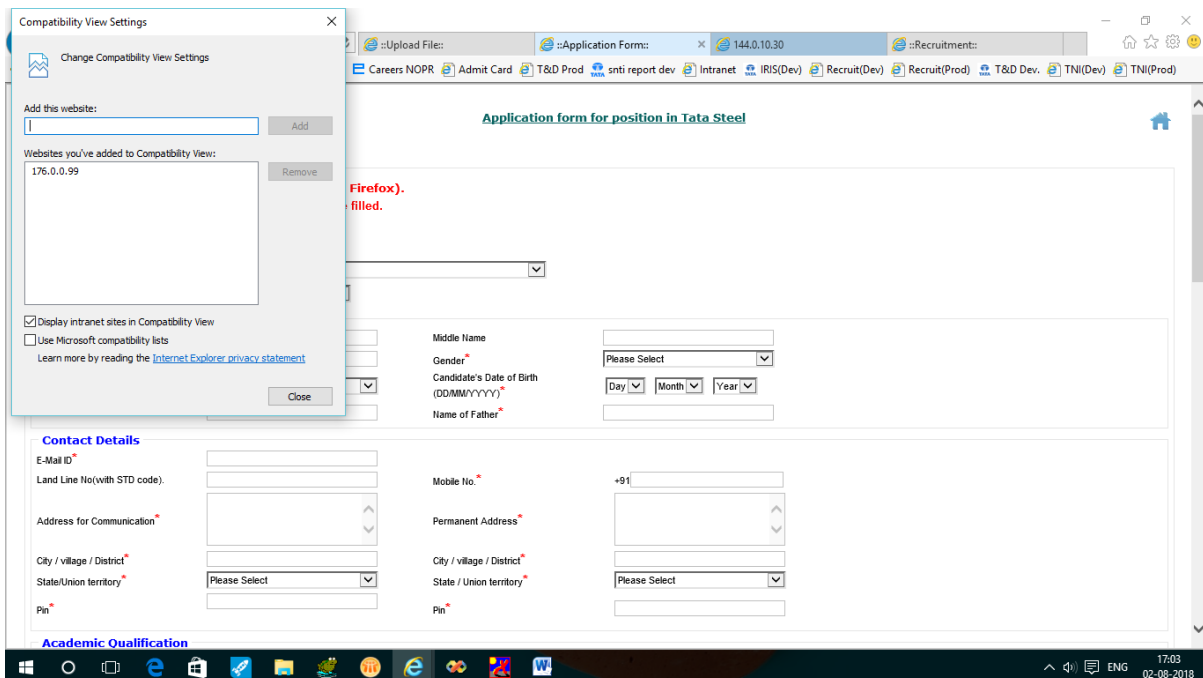 Compatibility View Settings
Change Compatibility View Settings
Add this website:
Add
Websites you've added to Compatibility View:
176.0.0.99
Remove
Display intranet sites in Compatibility View
Use Microsoft compatibility lists
Learn more by reading the Internet Explorer privacy statement
Close
::Upload File:: ::Application Form:: 144.0.10.30 ::Recruitment::
Careers NOPR Admit Card T&D Prod snti report dev Intranet IRIS(Dev) Recruit(Dev) Recruit(Prod) T&D Dev. TNI(Dev) TNI(Prod)
Application form for position in Tata Steel
Firefox).
filled.
Middle Name
Gender* Please Select
Candidate's Date of Birth
(DD/MM/YYYY)* Day Month Year
Name of Father*
Contact Details
E-Mail ID*
Land Line No(with STD code). Mobile No.* +91
Address for Communication* Permanent Address*
City / village / District* City / village / District*
State/Union territory* Please Select State / Union territory* Please Select
Pin* Pin*
Academic Qualification
ENG
17:03
02-08-2018